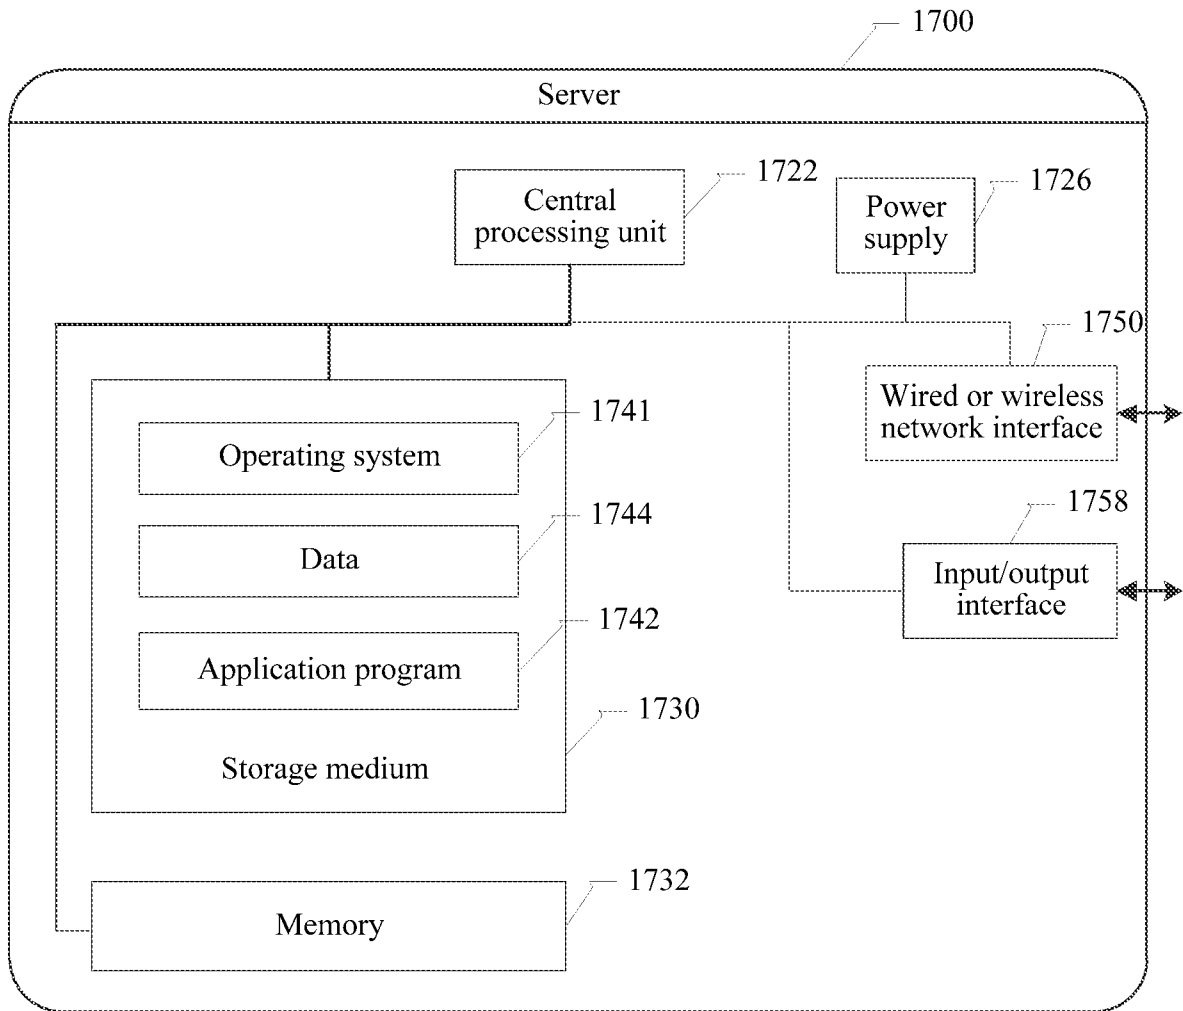 1700
Server
1722
Central
processing unit
1726
Power
supply
1750
Wired or wireless
network interface
1741
Operating system
1744
Data
1758
Input/output
interface
1742
Application program
1730
Storage medium
1732
Memory